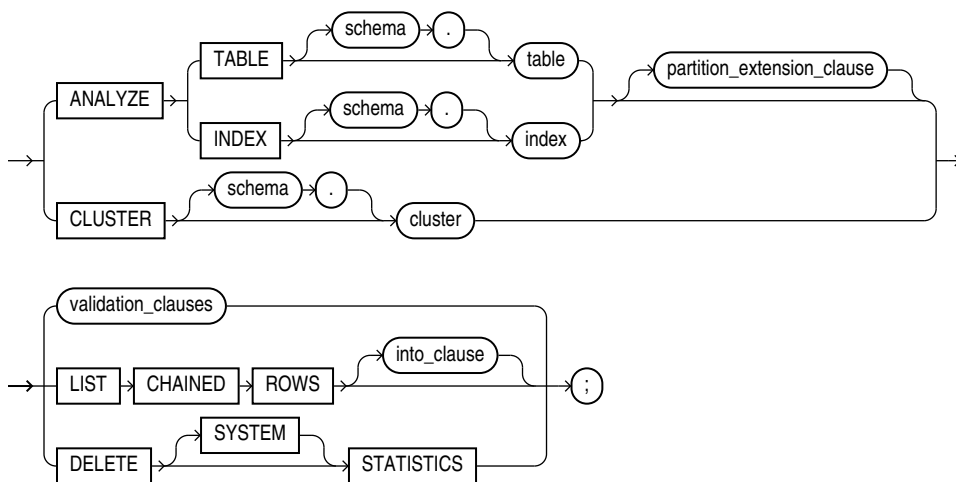 schema .
TABLE table partition_extension_clause
ANALYZE schema .
INDEX index
schema .
CLUSTER cluster
validation_clauses
into_clause
LIST CHAINED ROWS ;
SYSTEM
DELETE STATISTICS